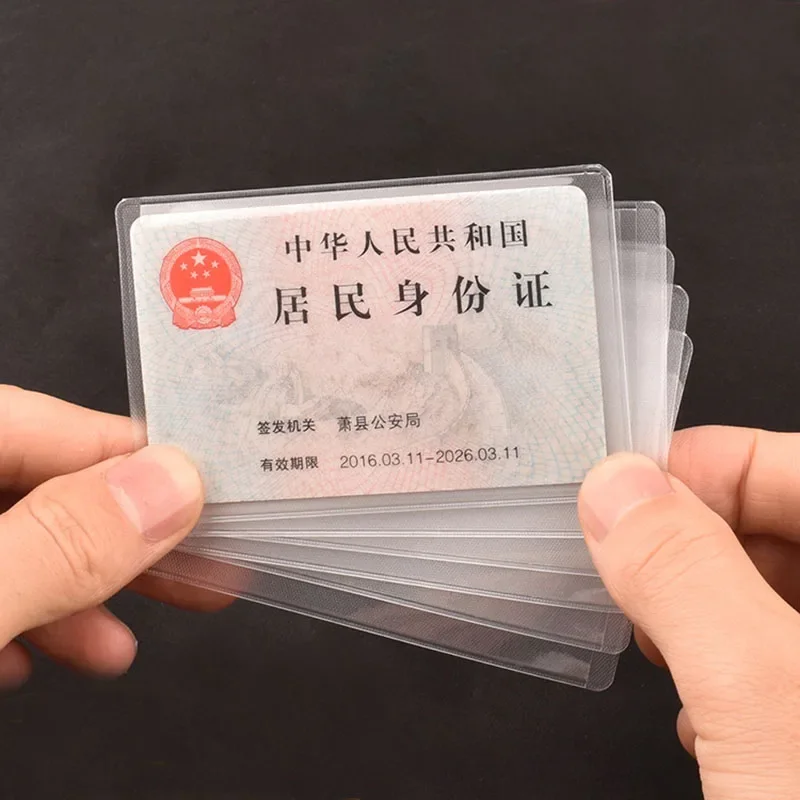 中华人民共和国
居民身份证
签发机关 萧县公安局
有效期限 2016.03.11-2026.03.11